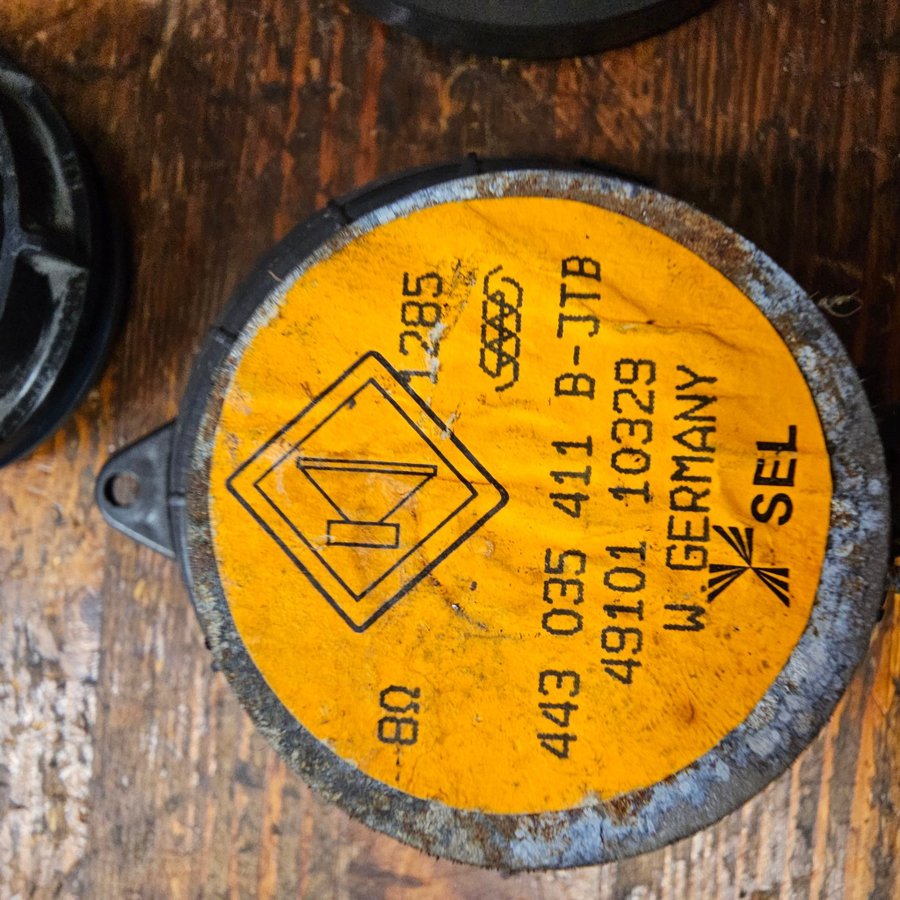 8Ω
1285
443 035 411 B-JTB
49101 10329
W. GERMANY
SEL